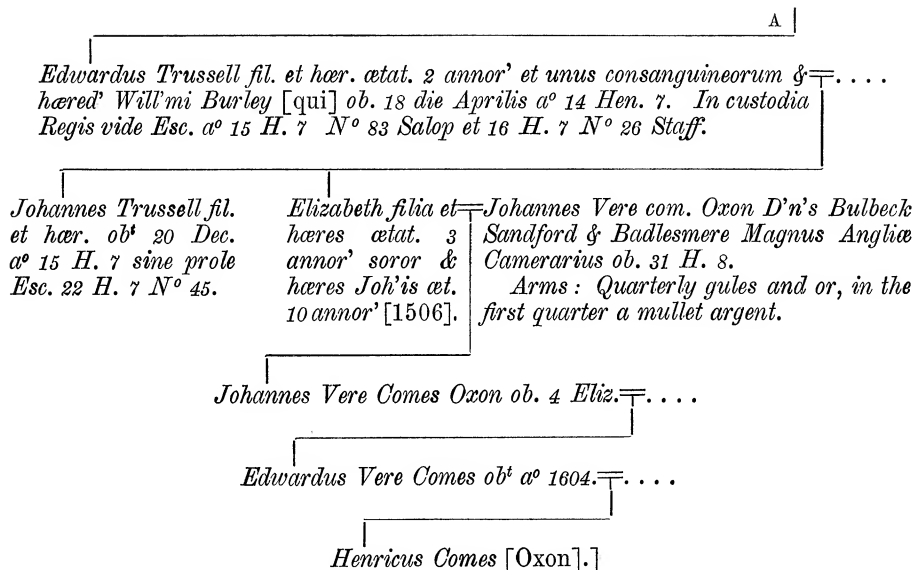 A
Edwardus Trussell fil. et hær. ætat. 2 annor' et unus consanguineorum & . . . .
hæred' Will'mi Burley [qui] ob. 18 die Aprilis aº 14 Hen. 7. In custodia
Regis vide Esc. aº 15 H. 7 Nº 83 Salop et 16 H. 7 Nº 26 Staff.
Johannes Trussell fil.
et hær. obᵗ 20 Dec.
aº 15 H. 7 sine prole
Esc. 22 H. 7 Nº 45.
Elizabeth filia et
hæres ætat. 3
annor' soror &
hæres Joh'is æt.
10 annor' [1506].
Johannes Vere com. Oxon D'n's Bulbeck
Sandford & Badlesmere Magnus Angliæ
Camerarius ob. 31 H. 8.
Arms : Quarterly gules and or, in the
first quarter a mullet argent.
Johannes Vere Comes Oxon ob. 4 Eliz. . . . .
Edwardus Vere Comes obᵗ aº 1604. . . . .
Henricus Comes [Oxon].]